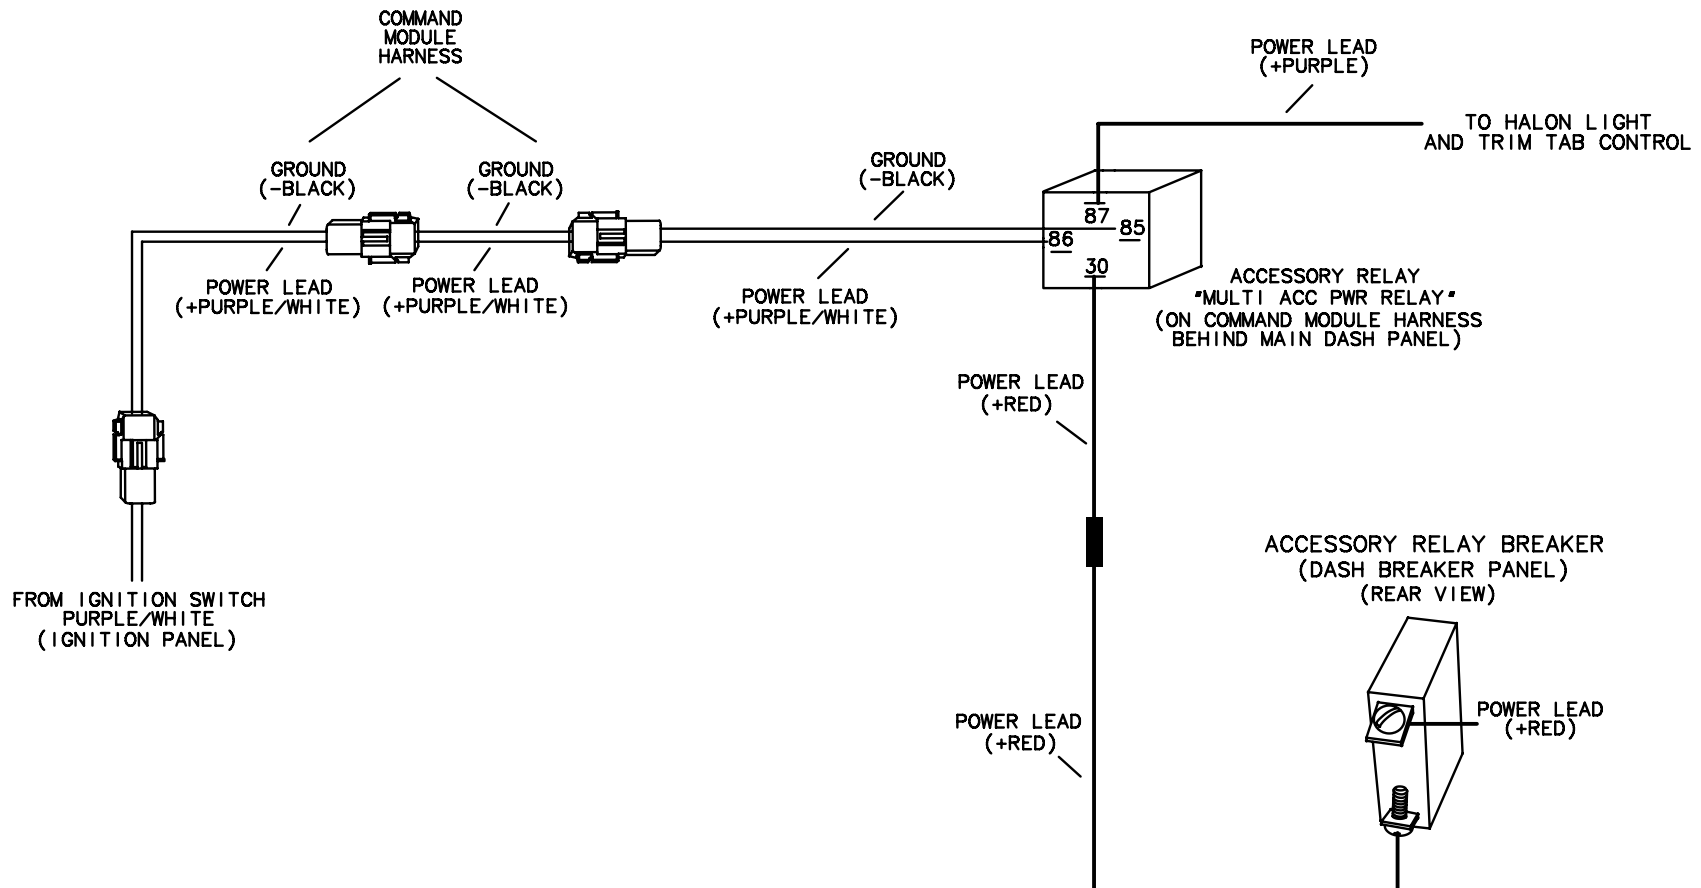 COMMAND
MODULE
HARNESS
POWER LEAD
(+PURPLE)
TO HALON LIGHT
AND TRIM TAB CONTROL
GROUND
(-BLACK)
GROUND
(-BLACK)
GROUND
(-BLACK)
87
85
86
30
POWER LEAD
(+PURPLE/WHITE)
POWER LEAD
(+PURPLE/WHITE)
POWER LEAD
(+PURPLE/WHITE)
ACCESSORY RELAY
"MULTI ACC PWR RELAY"
(ON COMMAND MODULE HARNESS
BEHIND MAIN DASH PANEL)
POWER LEAD
(+RED)
FROM IGNITION SWITCH
PURPLE/WHITE
(IGNITION PANEL)
ACCESSORY RELAY BREAKER
(DASH BREAKER PANEL)
(REAR VIEW)
POWER LEAD
(+RED)
POWER LEAD
(+RED)